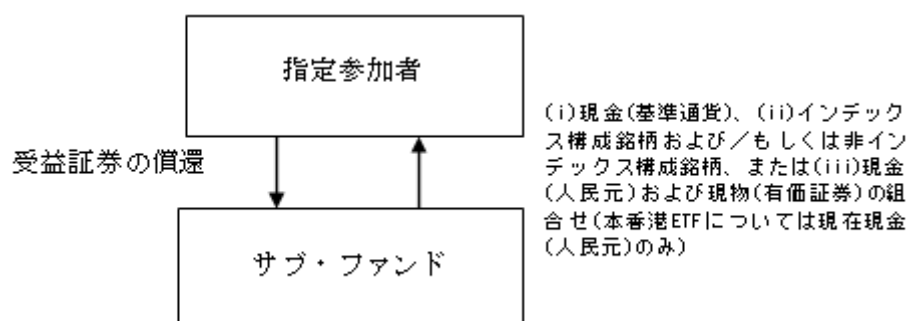 指定参加者
受益証券の償還
(i)現金(基準通貨)、(ii)インデック
ス構成銘柄および／もしくは非イン
デックス構成銘柄、または(iii)現金
(人民元)および現物(有価証券)の組
合せ(本香港ETFについては現在現金
(人民元)のみ)
サブ・ファンド